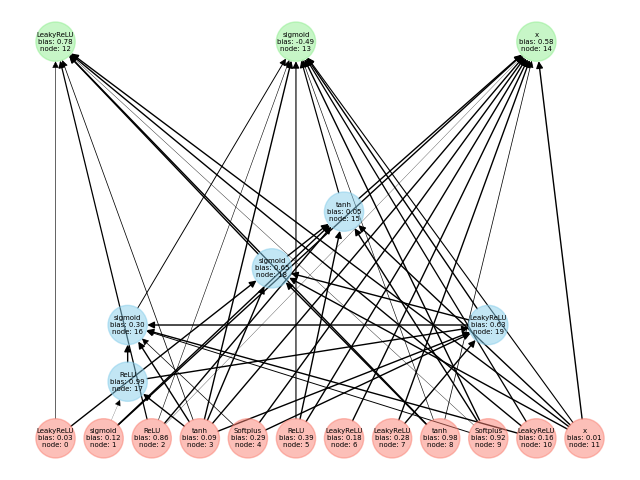 LeakyReLU
bias: 0.78
node: 12
sigmoid
bias: -0.49
node: 13
x
bias: 0.58
node: 14
tanh
bias: 0.05
node: 15
sigmoid
bias: 0.65
node: 18
sigmoid
bias: 0.30
node: 16
LeakyReLU
bias: 0.63
node: 19
ReLU
bias: 0.99
node: 17
LeakyReLU
bias: 0.03
node: 0
sigmoid
bias: 0.12
node: 1
ReLU
bias: 0.86
node: 2
tanh
bias: 0.09
node: 3
Softplus
bias: 0.29
node: 4
ReLU
bias: 0.39
node: 5
LeakyReLU
bias: 0.18
node: 6
LeakyReLU
bias: 0.28
node: 7
tanh
bias: 0.98
node: 8
Softplus
bias: 0.92
node: 9
LeakyReLU
bias: 0.16
node: 10
x
bias: 0.01
node: 11